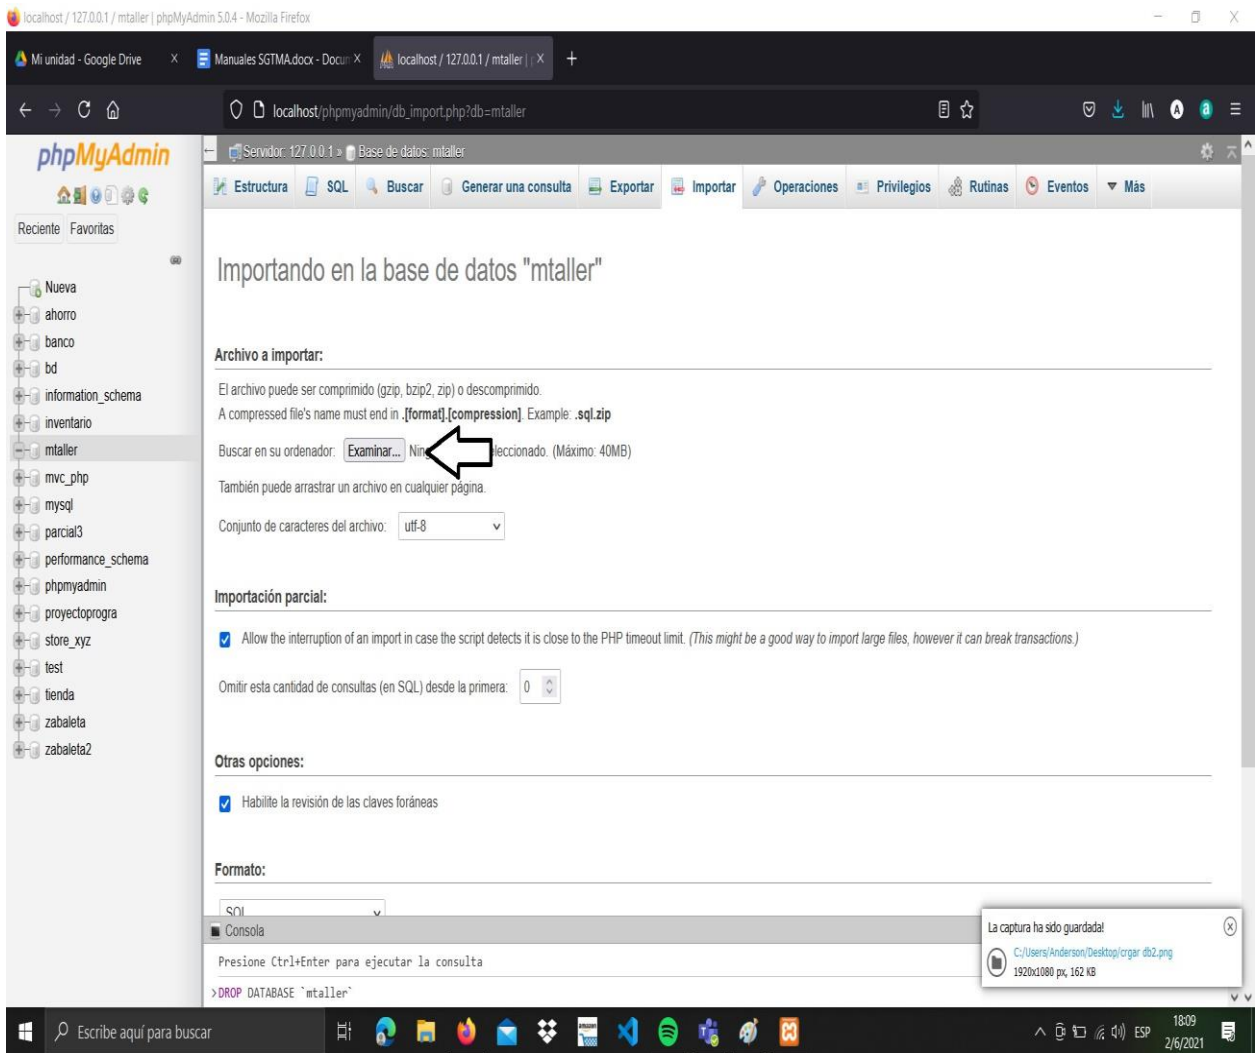 localhost / 127.0.0.1 / mtaller | phpMyAdmin 5.0.4 - Mozilla Firefox
Mi unidad - Google Drive
Manuales SGTMA.docx - Docum
localhost / 127.0.0.1 / mtaller |
localhost/phpmyadmin/db_import.php?db=mtaller
phpMyAdmin
Servidor: 127.0.0.1 » Base de datos: mtaller
Estructura SQL Buscar Generar una consulta Exportar Importar Operaciones Privilegios Rutinas Eventos Más
Reciente Favoritas
Nueva
ahorro
banco
bd
information_schema
inventario
mtaller
mvc_php
mysql
parcial3
performance_schema
phpmyadmin
proyectoprogra
store_xyz
test
tienda
zabaleta
zabaleta2
Importando en la base de datos "mtaller"
Archivo a importar:
El archivo puede ser comprimido (gzip, bzip2, zip) o descomprimido.
A compressed file's name must end in .[format].[compression]. Example: .sql.zip
Buscar en su ordenador: Examinar... Ning eleccionado. (Máximo: 40MB)
También puede arrastrar un archivo en cualquier página.
Conjunto de caracteres del archivo: utf-8
Importación parcial:
Allow the interruption of an import in case the script detects it is close to the PHP timeout limit. (This might be a good way to import large files, however it can break transactions.)
Omitir esta cantidad de consultas (en SQL) desde la primera: 0
Otras opciones:
Habilite la revisión de las claves foráneas
Formato:
SQL
Consola
Presione Ctrl+Enter para ejecutar la consulta
>DROP DATABASE `mtaller`
La captura ha sido guardada!
C:/Users/Anderson/Desktop/crgar db2.png
1920x1080 px, 162 KB
Escribe aquí para buscar
ESP
18:09
2/6/2021